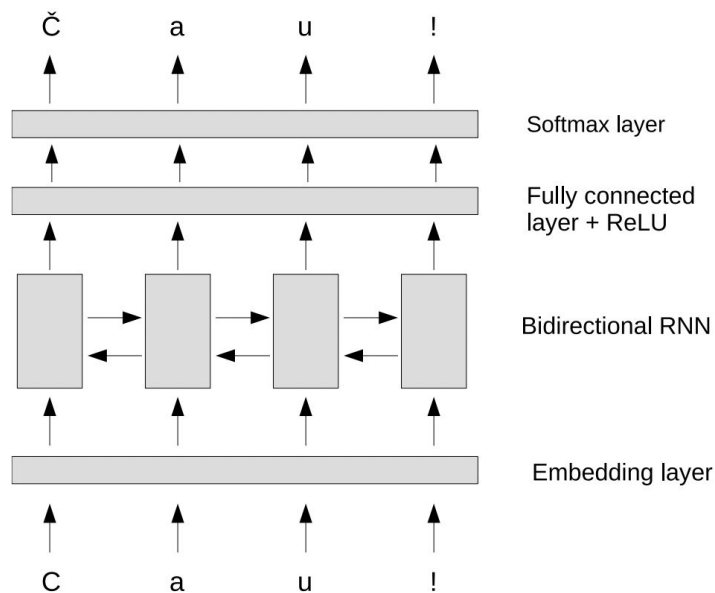 Č a u !
Softmax layer
Fully connected
layer + ReLU
Bidirectional RNN
Embedding layer
C a u !